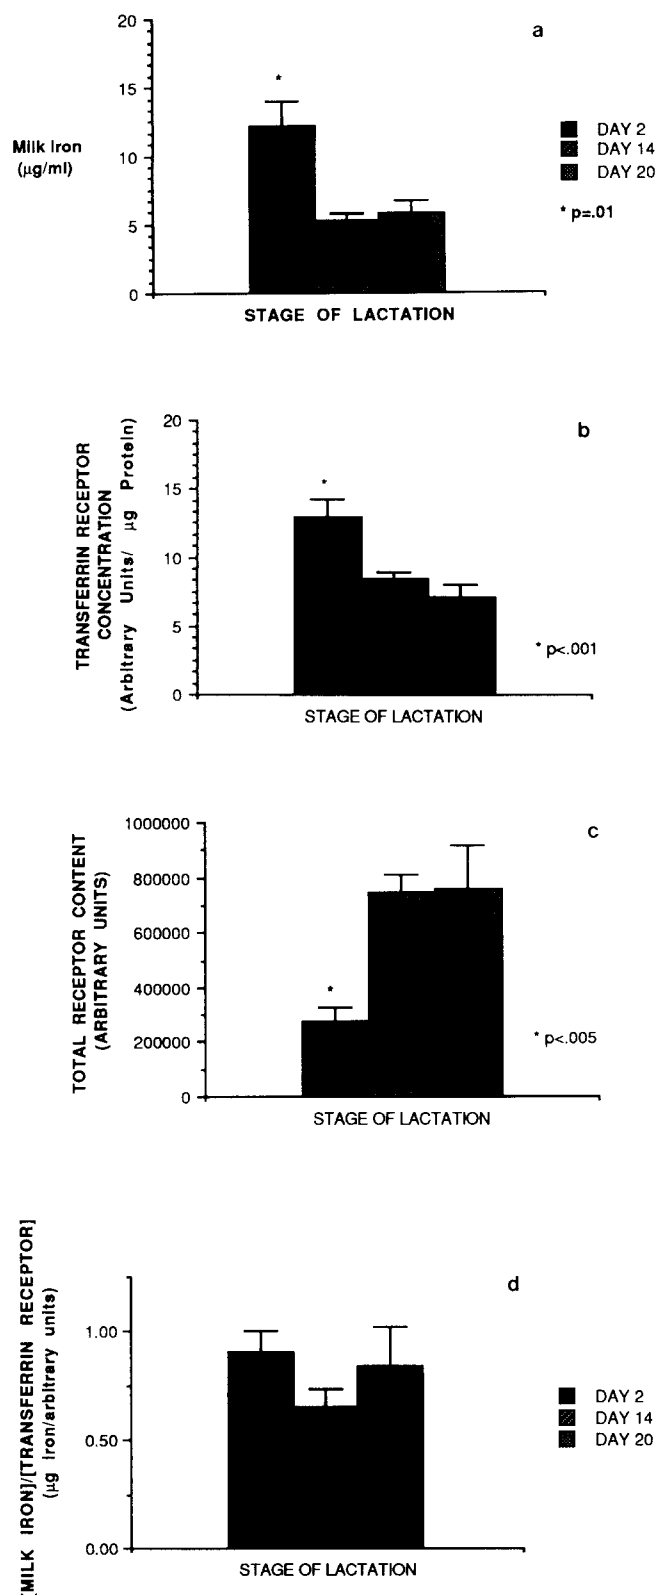 a
20
15
10
5
0
Milk Iron
(µg/ml)
*
DAY 2
DAY 14
DAY 20
* p=.01
STAGE OF LACTATION
b
TRANSFERRIN RECEPTOR
CONCENTRATION
(Arbitrary Units/ µg Protein)
20
15
10
5
0
*
* p<.001
STAGE OF LACTATION
c
TOTAL RECEPTOR CONTENT
(ARBITRARY UNITS)
1000000
800000
600000
400000
200000
0
*
* p<.005
STAGE OF LACTATION
d
[MILK IRON]/[TRANSFERRIN RECEPTOR]
(µg iron/arbitrary units)
1.00
0.50
0.00
DAY 2
DAY 14
DAY 20
STAGE OF LACTATION